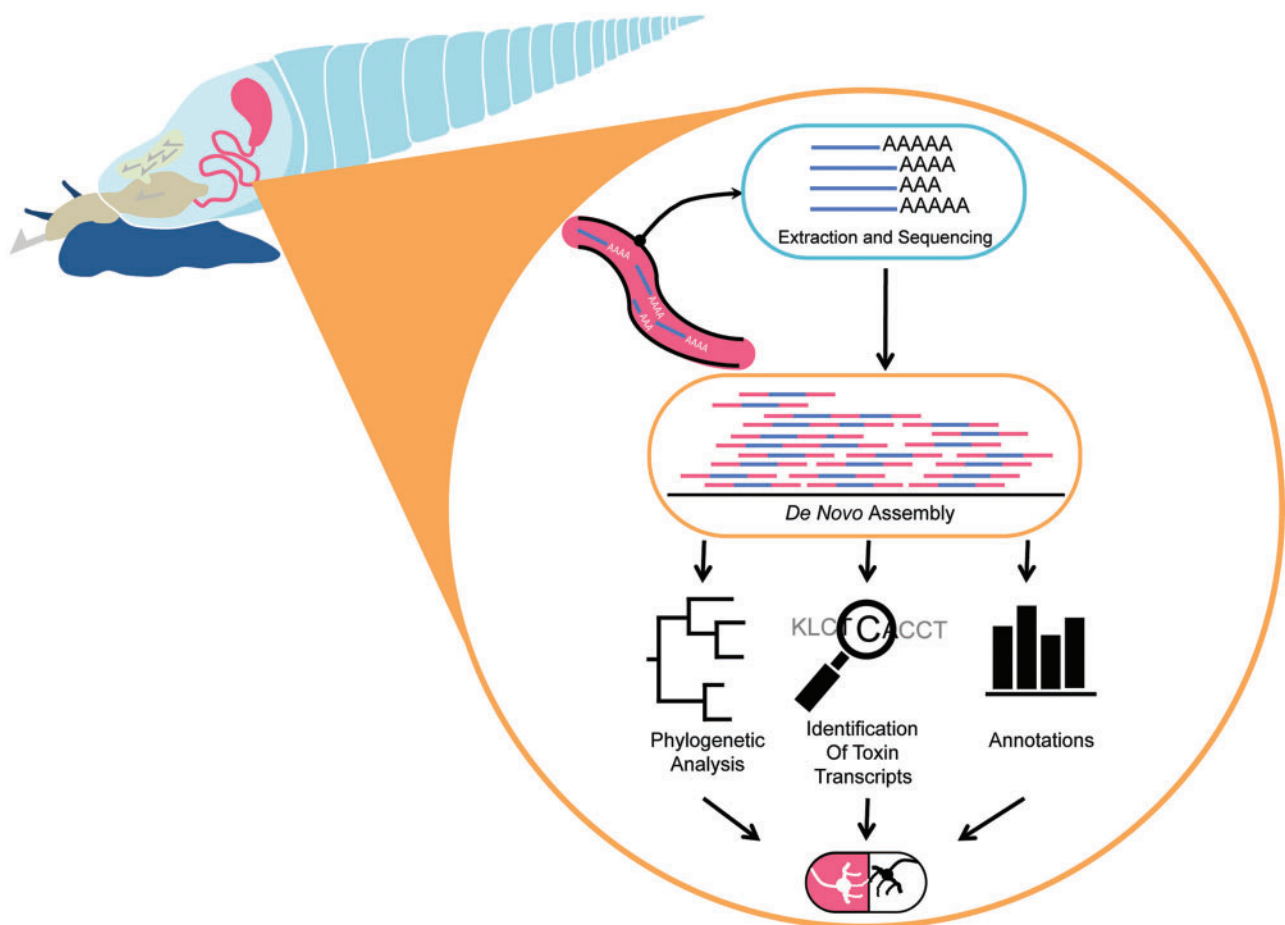 AAAAA
AAAA
AAA
AAAAA
Extraction and Sequencing
AAAA
AAAA
AAA
AAAA
De Novo Assembly
KLCTCACCT
Phylogenetic
Analysis
Identification
Of Toxin
Transcripts
Annotations